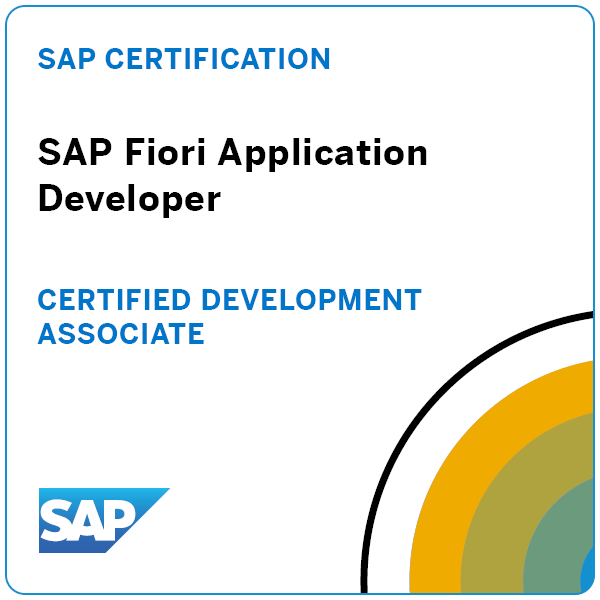 SAP CERTIFICATION
SAP Fiori Application
Developer
CERTIFIED DEVELOPMENT
ASSOCIATE
SAP